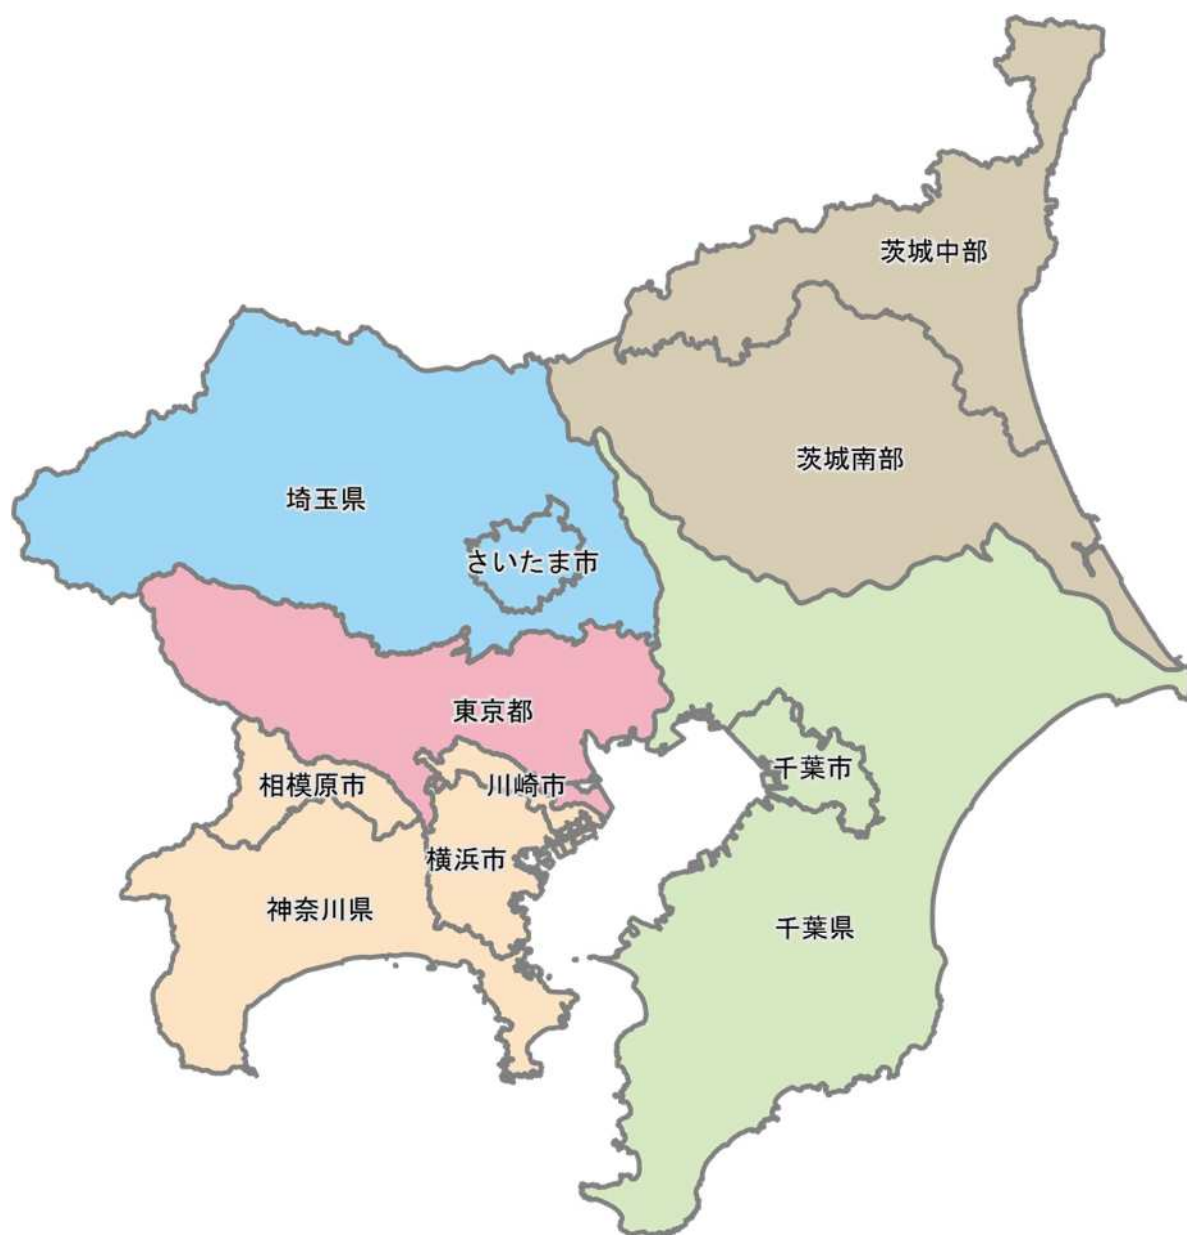 茨城中部
茨城南部
埼玉県
さいたま市
東京都
相模原市
川崎市
千葉市
横浜市
神奈川県
千葉県